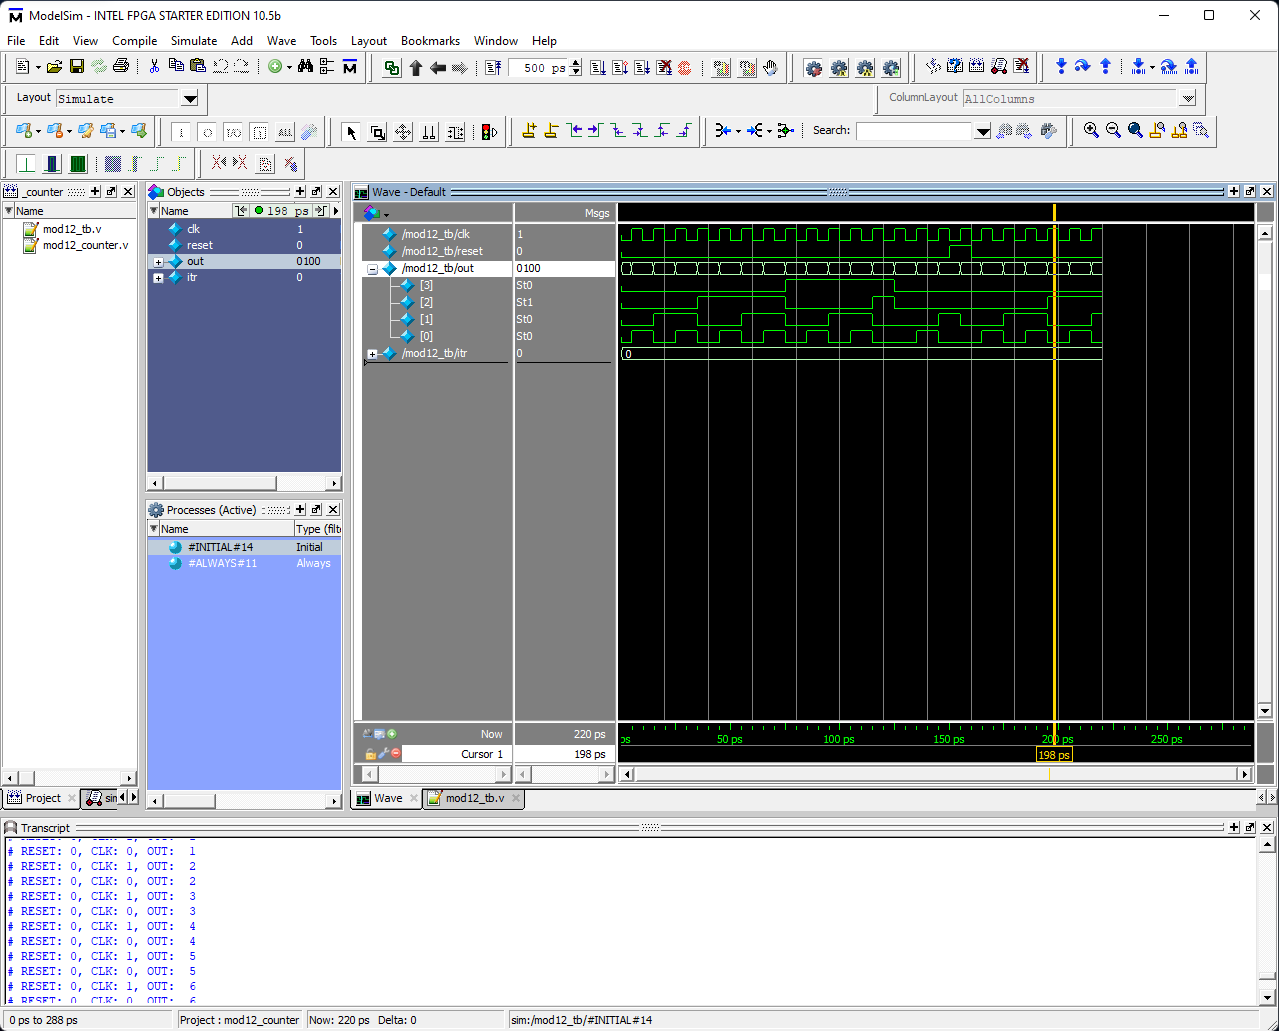 ModelSim - INTEL FPGA STARTER EDITION 10.5b
File Edit View Compile Simulate Add Wave Tools Layout Bookmarks Window Help
500 ps
Layout Simulate
ColumnLayout AllColumns
Search:
_counter
Name
mod12_tb.v
mod12_counter.v
Project
sim
Objects
Name 198 ps
clk 1
reset 0
out 0100
itr 0
Processes (Active)
Name Type (filt
#INITIAL#14 Initial
#ALWAYS#11 Always
Wave - Default
Msgs
/mod12_tb/clk 1
/mod12_tb/reset 0
/mod12_tb/out 0100
[3] St0
[2] St1
[1] St0
[0] St0
/mod12_tb/itr 0 0
Now 220 ps
ps 50 ps 100 ps 150 ps 200 ps 250 ps
Cursor 1 198 ps 198 ps
Wave
mod12_tb.v
Transcript
# RESET: 0, CLK: 0, OUT: 1
# RESET: 0, CLK: 1, OUT: 2
# RESET: 0, CLK: 0, OUT: 2
# RESET: 0, CLK: 1, OUT: 3
# RESET: 0, CLK: 0, OUT: 3
# RESET: 0, CLK: 1, OUT: 4
# RESET: 0, CLK: 0, OUT: 4
# RESET: 0, CLK: 1, OUT: 5
# RESET: 0, CLK: 0, OUT: 5
# RESET: 0, CLK: 1, OUT: 6
# RESET: 0, CLK: 0, OUT: 6
0 ps to 288 ps
Project : mod12_counter
Now: 220 ps Delta: 0
sim:/mod12_tb/#INITIAL#14